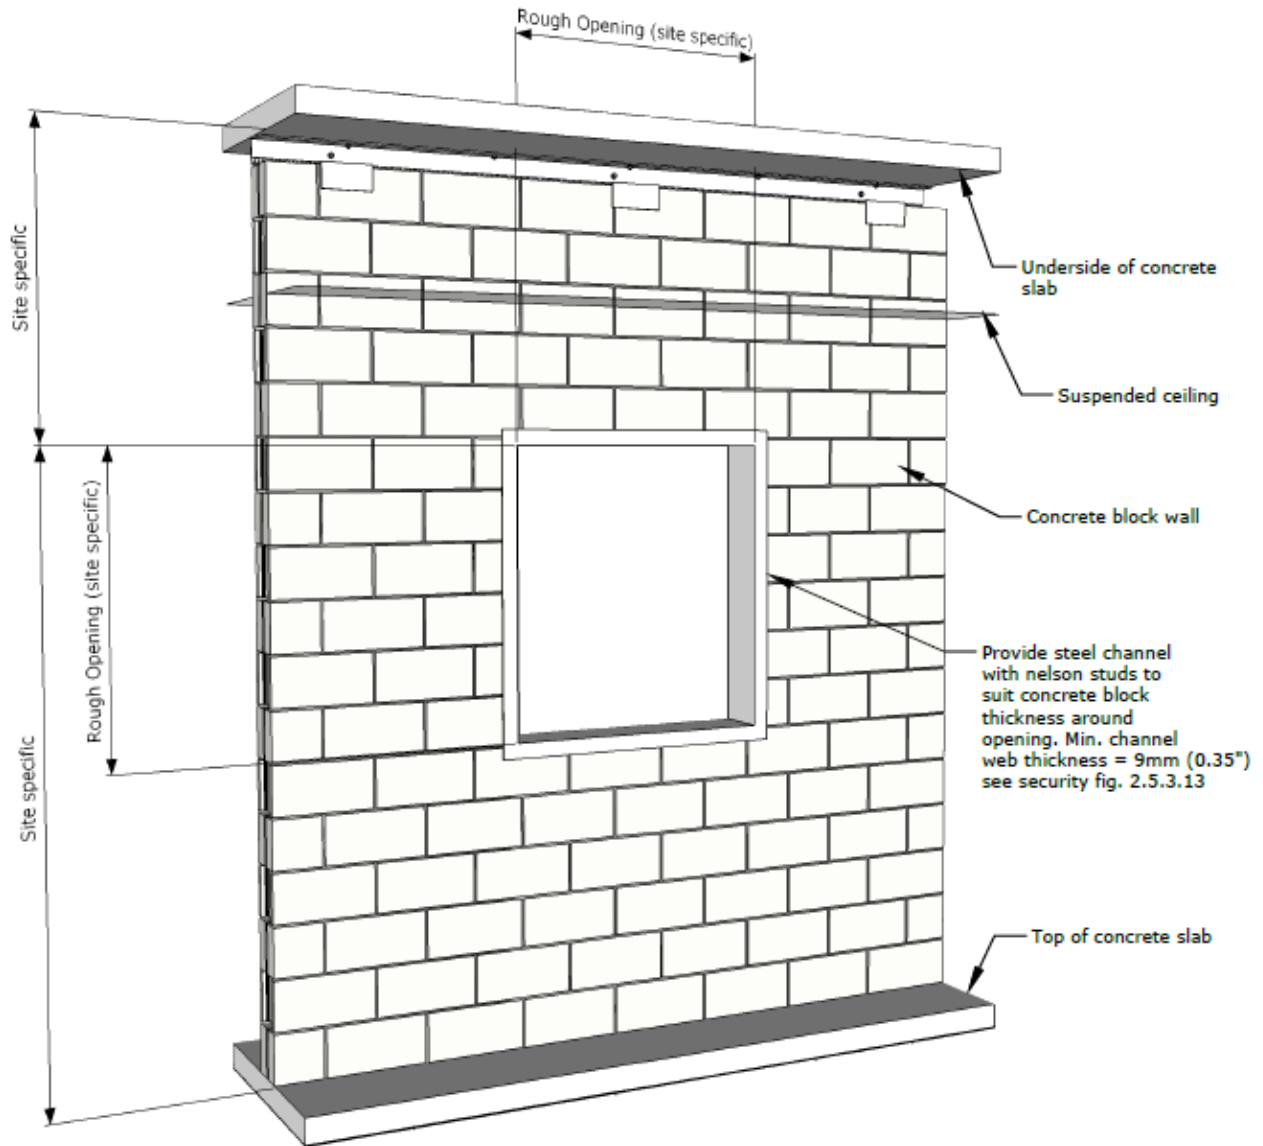 Rough Opening (site specific)
Site specific
Underside of concrete
slab
Suspended ceiling
Rough Opening (site specific)
Concrete block wall
Provide steel channel
with nelson studs to
suit concrete block
thickness around
opening. Min. channel
web thickness = 9mm (0.35")
see security fig. 2.5.3.13
Site specific
Top of concrete slab